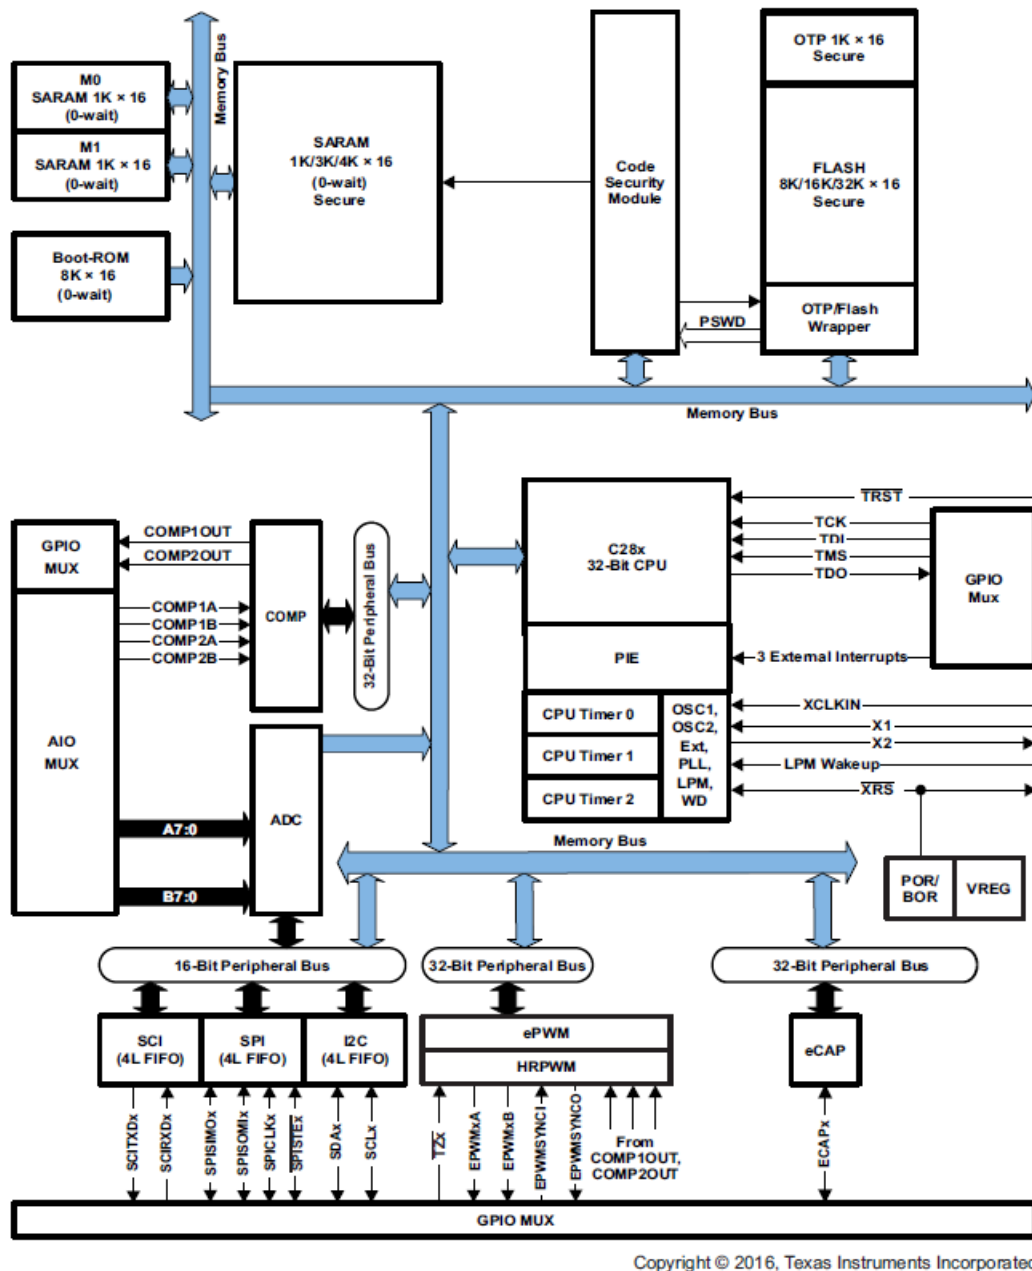 OTP 1K × 16
Secure
M0
SARAM 1K × 16
(0-wait)
M1
SARAM 1K × 16
(0-wait)
Memory Bus
SARAM
1K/3K/4K × 16
(0-wait)
Secure
Code
Security
Module
FLASH
8K/16K/32K × 16
Secure
Boot-ROM
8K × 16
(0-wait)
PSWD
OTP/Flash
Wrapper
Memory Bus
GPIO
MUX
COMP1OUT
COMP2OUT
COMP1A
COMP1B
COMP2A
COMP2B
COMP
32-Bit Peripheral Bus
C28x
32-Bit CPU
TRST
TCK
TDI
TMS
TDO
GPIO
Mux
PIE
3 External Interrupts
CPU Timer 0
CPU Timer 1
CPU Timer 2
OSC1,
OSC2,
Ext,
PLL,
LPM,
WD
XCLKIN
X1
X2
LPM Wakeup
XRS
AIO
MUX
A7:0
B7:0
ADC
Memory Bus
POR/
BOR
VREG
16-Bit Peripheral Bus
32-Bit Peripheral Bus
32-Bit Peripheral Bus
SCI
(4L FIFO)
SPI
(4L FIFO)
I2C
(4L FIFO)
ePWM
HRPWM
eCAP
SCITXDx
SCIRXDx
SPISIMOx
SPISOMIx
SPICLKx
SPISTEx
SDAx
SCLx
TZx
EPWMxA
EPWMxB
EPWMSYNCI
EPWMSYNCO
From
COMP1OUT,
COMP2OUT
ECAPx
GPIO MUX
Copyright © 2016, Texas Instruments Incorporated